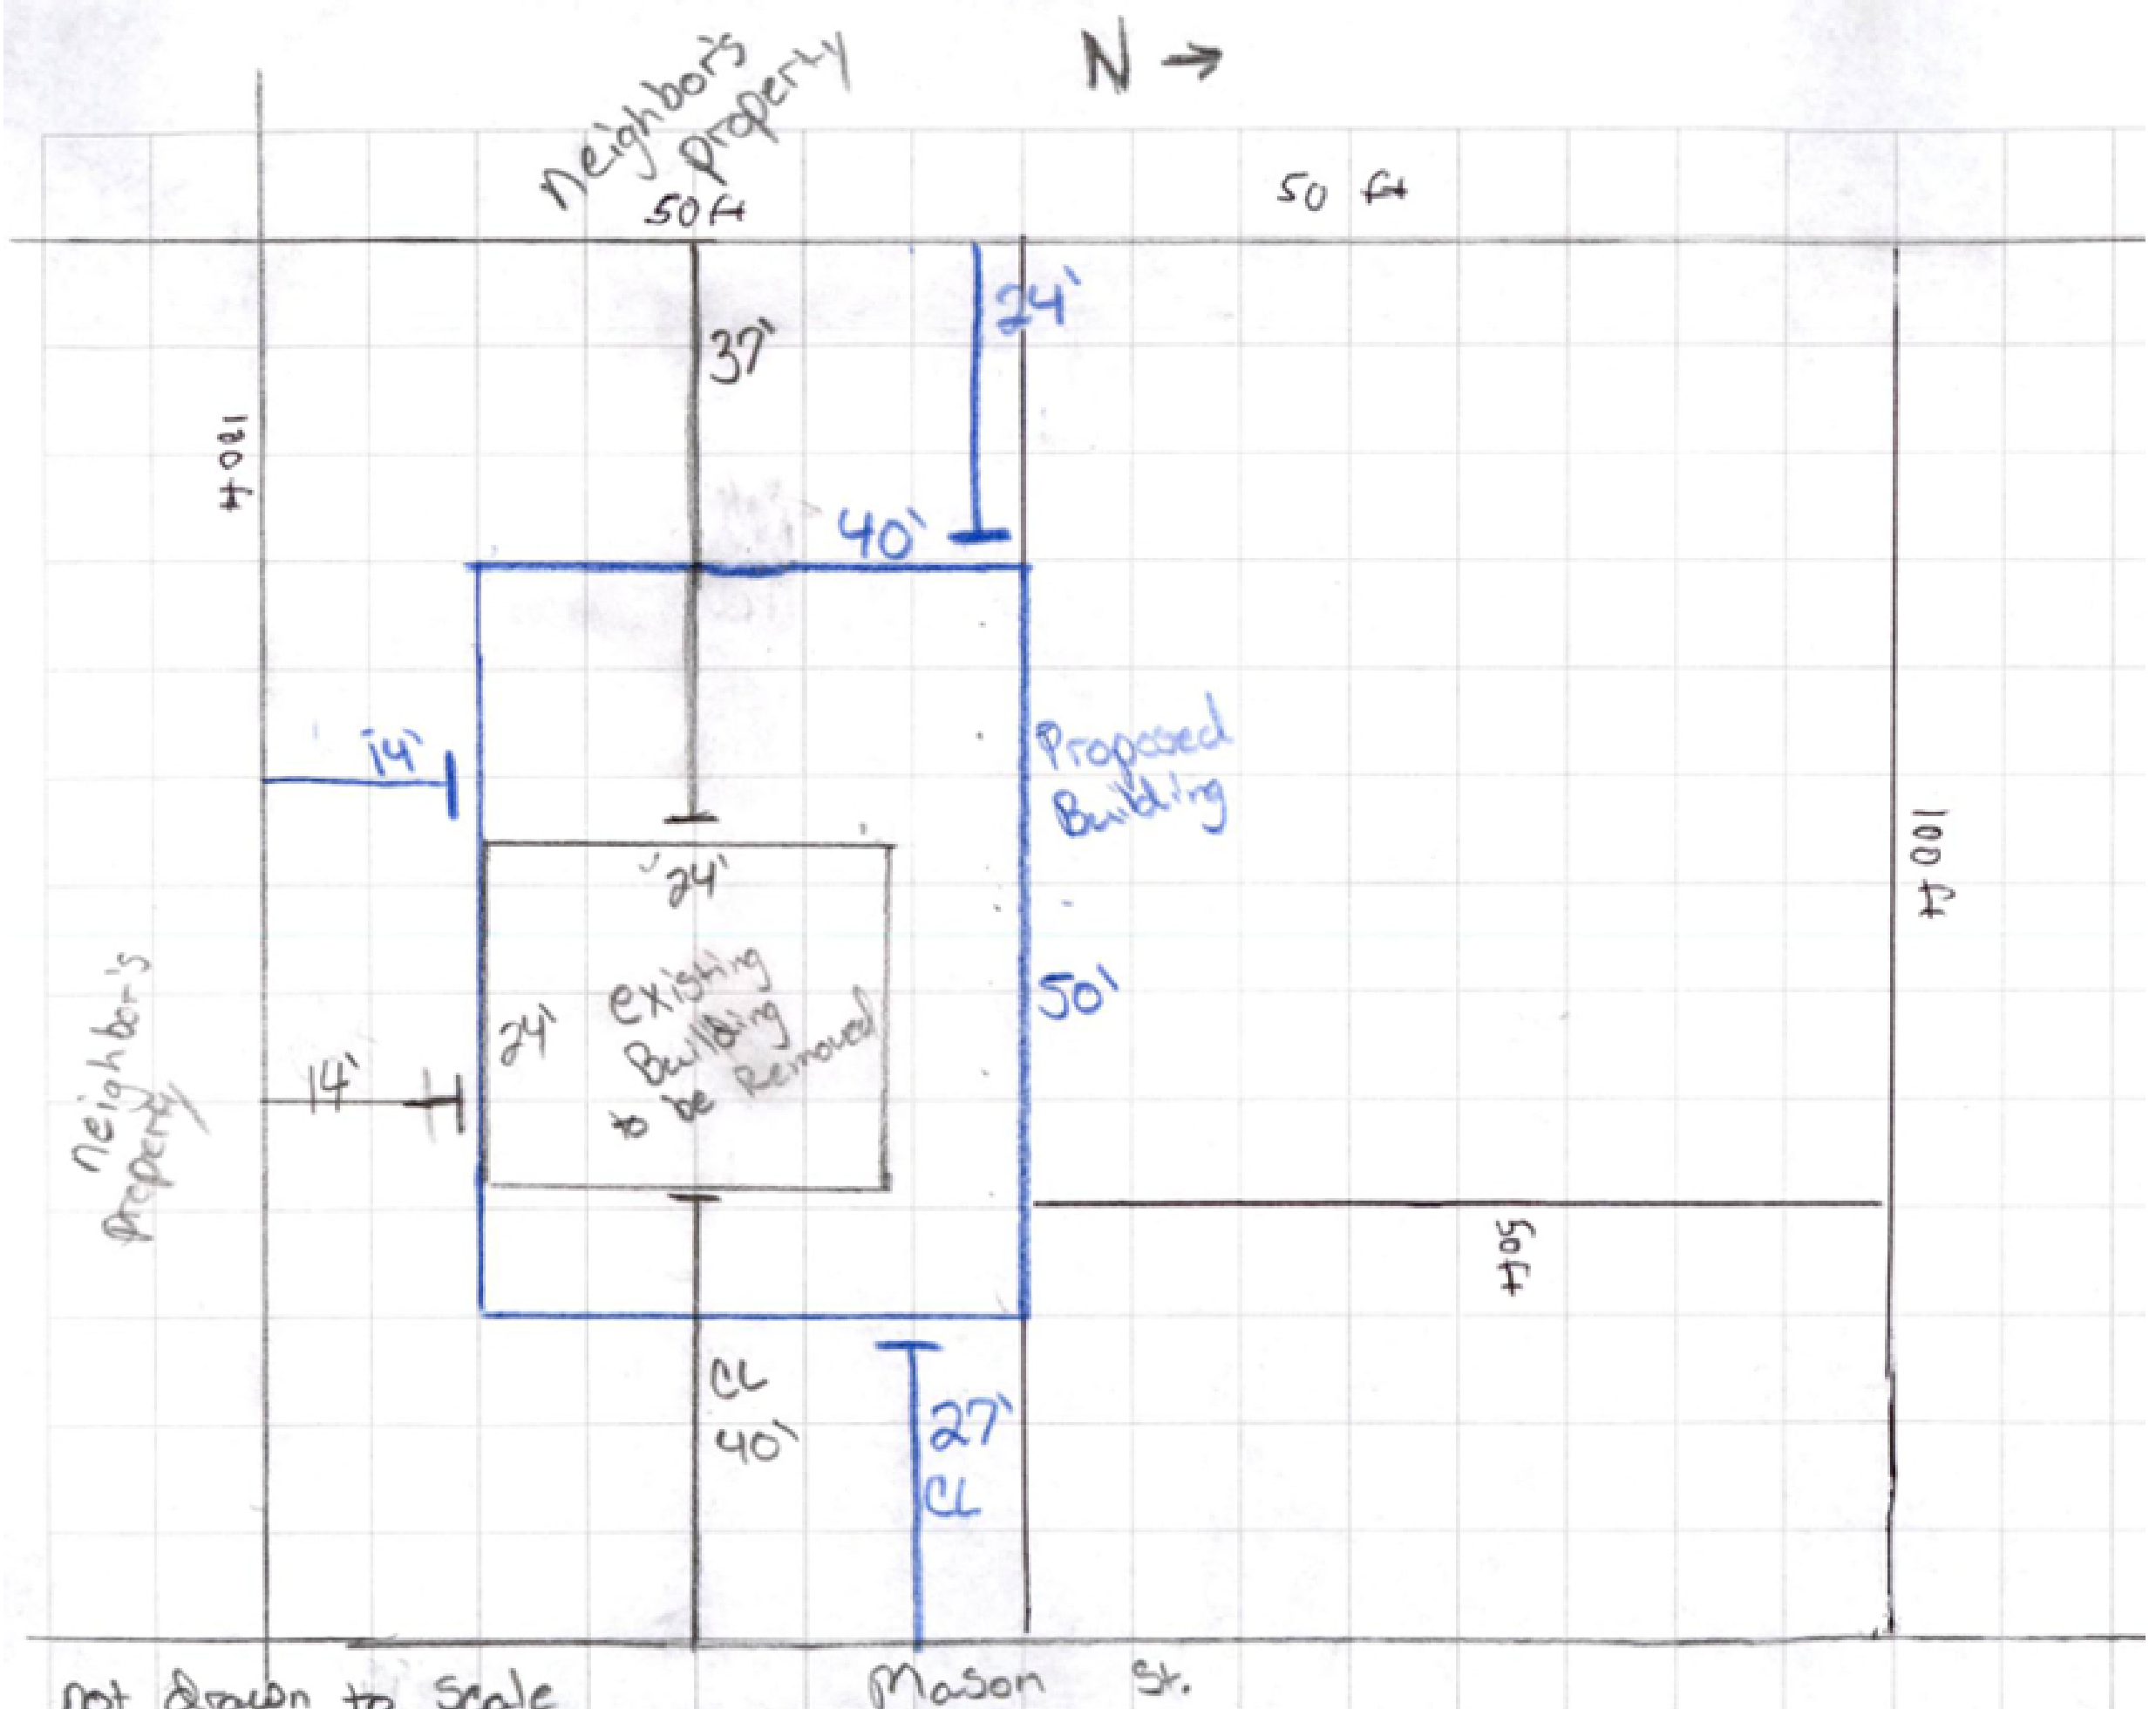 N →
Neighbor's
property
50 ft
50 ft
24'
37'
100 ft
40'
14'
Proposed
Building
100 ft
24'
Existing
Building
to be Removed
24'
50'
Neighbor's
Property
14'
50 ft
CL
40'
27'
CL
Mason St.
not drawn to scale